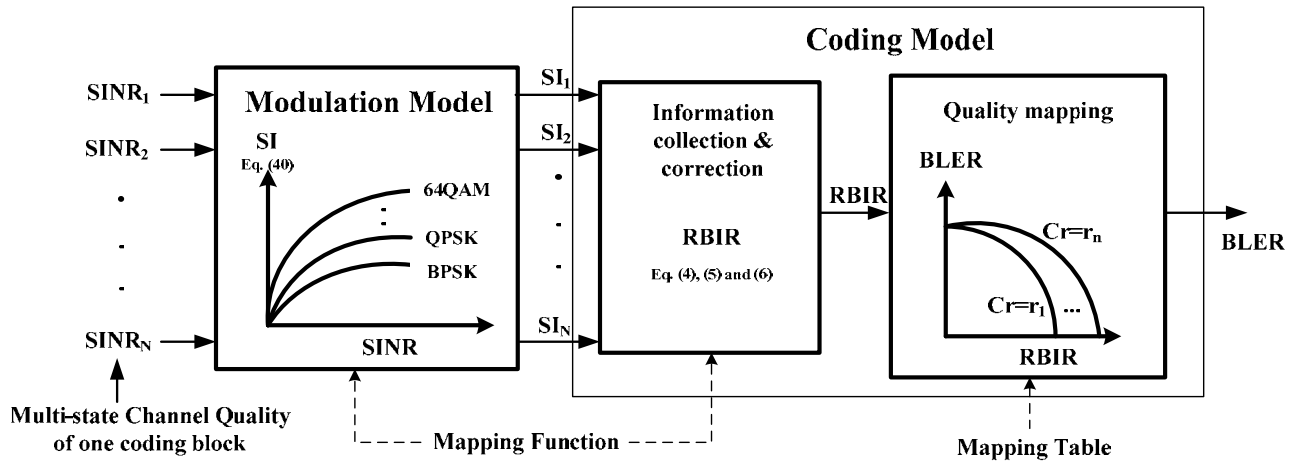 Coding Model
SINR1
SINR2
SINRN
Multi-state Channel Quality
of one coding block
Modulation Model
SI
Eq. (40)
64QAM
QPSK
BPSK
SINR
SI1
SI2
SIN
Information
collection &
correction
RBIR
Eq. (4), (5) and (6)
RBIR
Quality mapping
BLER
Cr=rn
Cr=r1 ...
RBIR
BLER
Mapping Function
Mapping Table